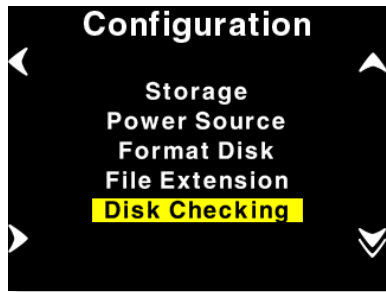 Configuration
Storage
Power Source
Format Disk
File Extension
Disk Checking